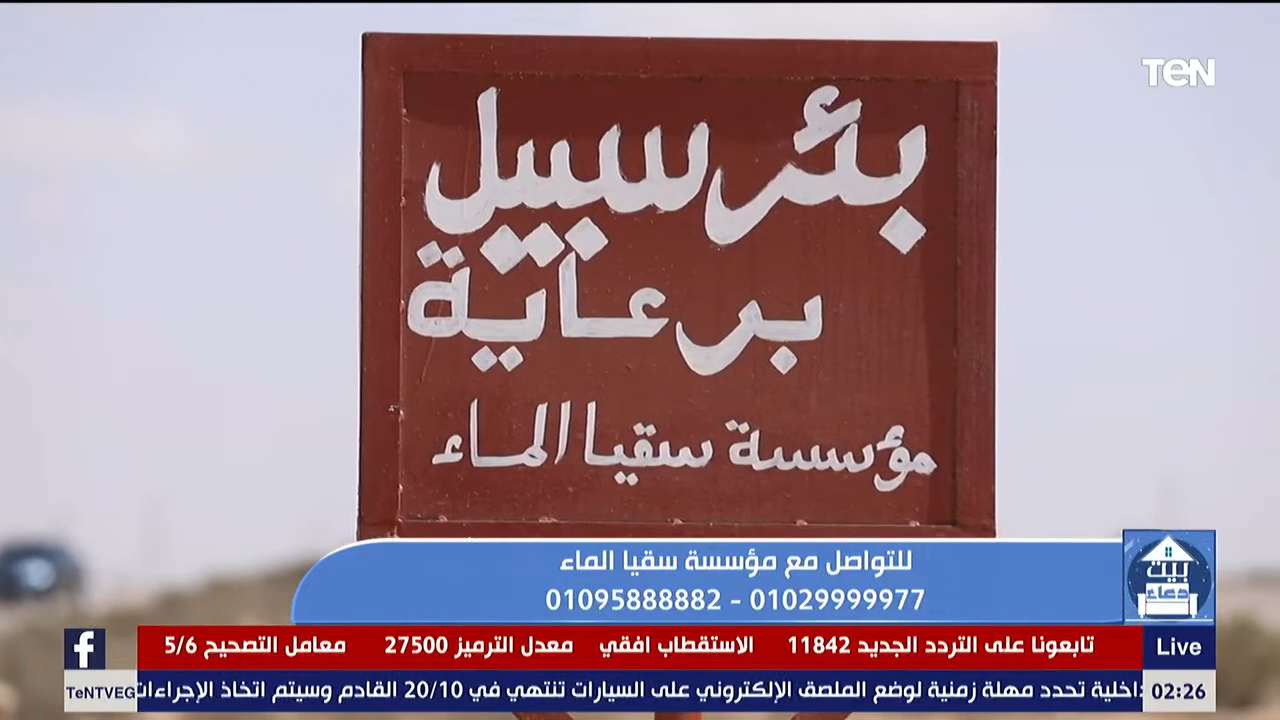 TEN
بئر سبيل
برعاية
مؤسسة سقيا الماء
للتواصل مع مؤسسة سقيا الماء
01095888882 - 01029999977
بيت
دعاء
تابعونا على التردد الجديد 11842 الاستقطاب افقي معدل الترميز 27500 معامل التصحيح 5/6
Live
داخلية تحدد مهلة زمنية لوضع الملصق الإلكتروني على السيارات تنتهي في 20/10 القادم وسيتم اتخاذ الإجراءات
TeNTVEG
02:26